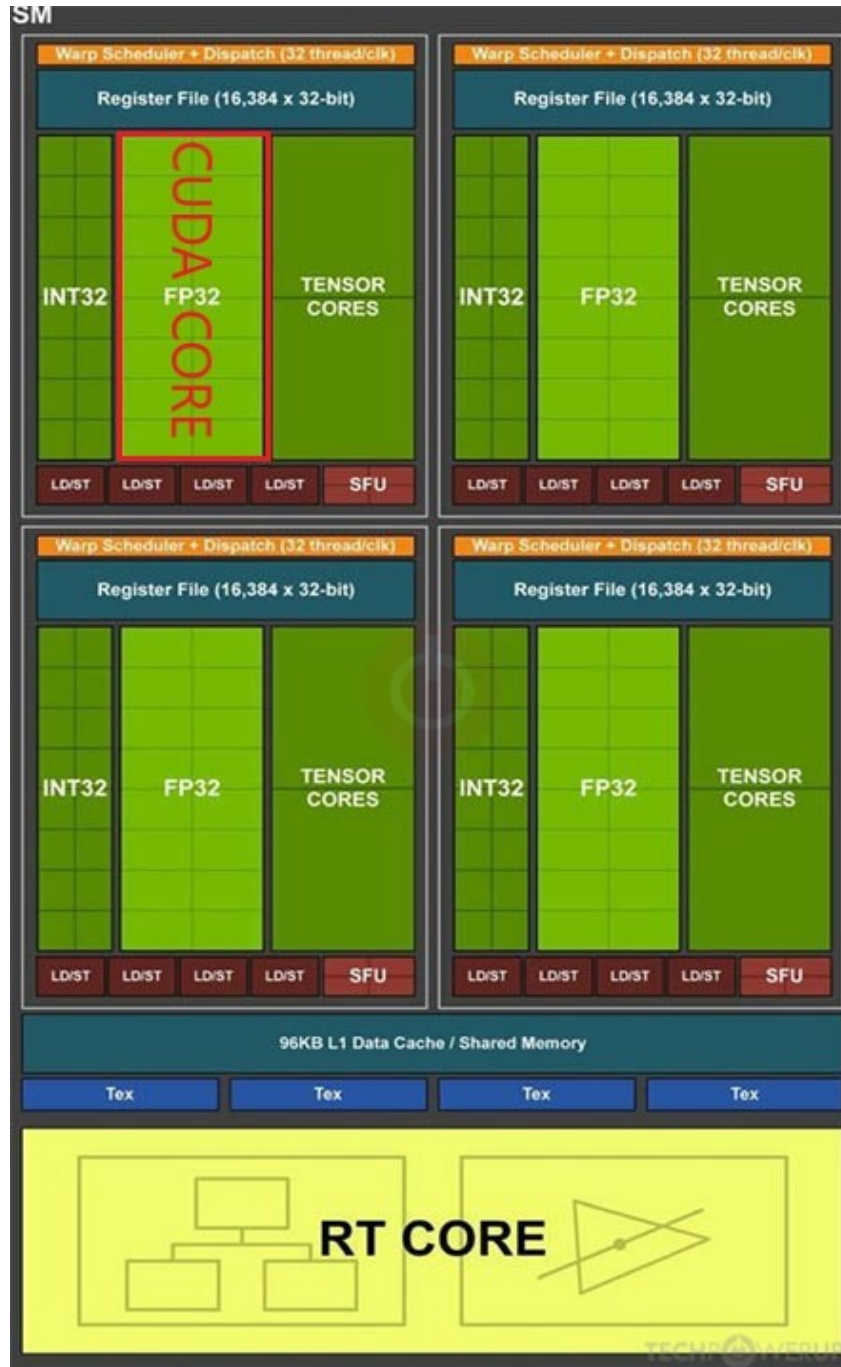 SM
Warp Scheduler + Dispatch (32 thread/clk)
Register File (16,384 x 32-bit)
INT32
FP32
CUDA CORE
TENSOR
CORES
LD/ST LD/ST LD/ST LD/ST SFU
Warp Scheduler + Dispatch (32 thread/clk)
Register File (16,384 x 32-bit)
INT32
FP32
TENSOR
CORES
LD/ST LD/ST LD/ST LD/ST SFU
Warp Scheduler + Dispatch (32 thread/clk)
Register File (16,384 x 32-bit)
INT32
FP32
TENSOR
CORES
LD/ST LD/ST LD/ST LD/ST SFU
Warp Scheduler + Dispatch (32 thread/clk)
Register File (16,384 x 32-bit)
INT32
FP32
TENSOR
CORES
LD/ST LD/ST LD/ST LD/ST SFU
96KB L1 Data Cache / Shared Memory
Tex Tex Tex Tex
RT CORE
TECHPOWERUP